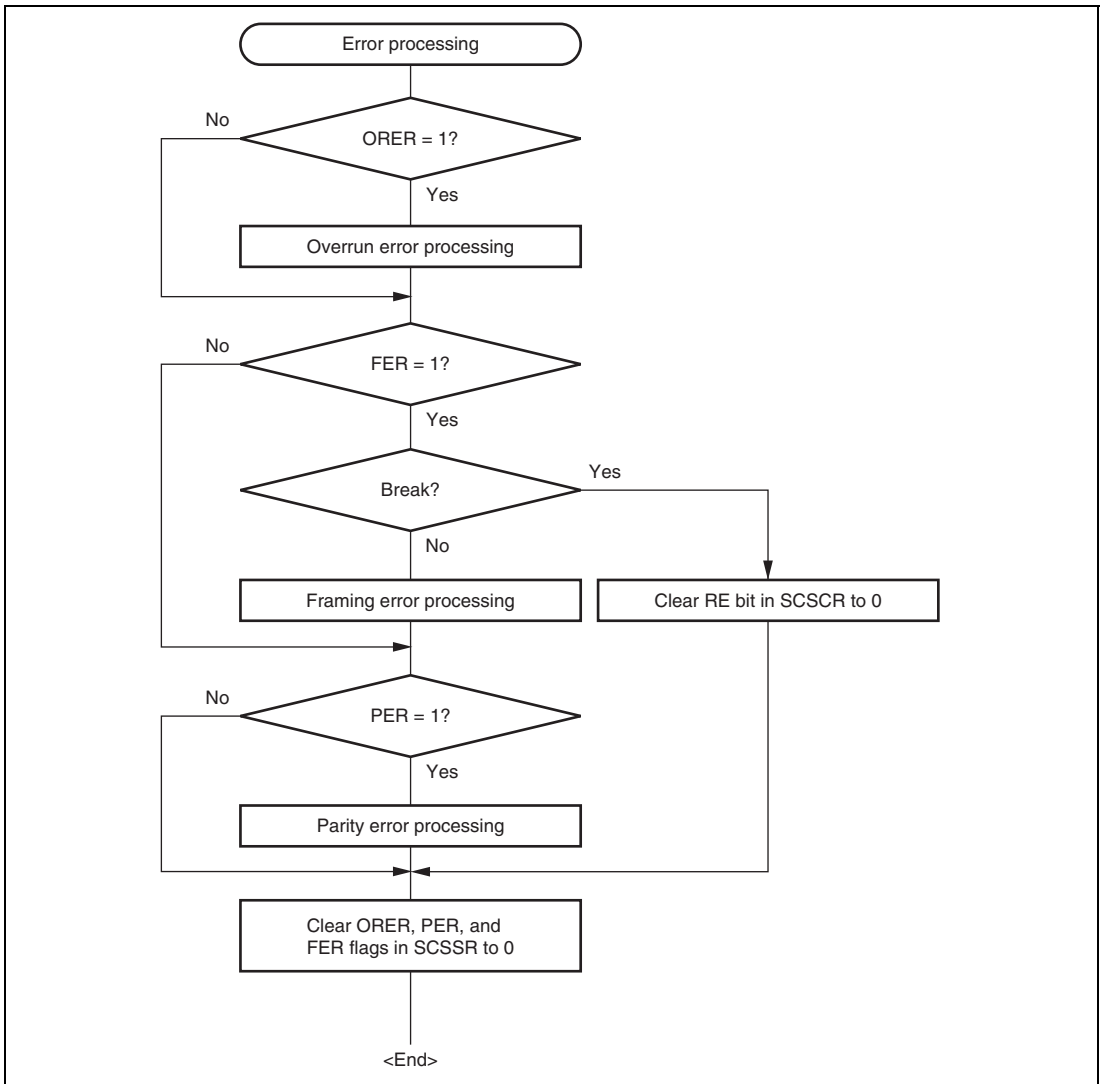 Error processing
No
ORER = 1?
Yes
Overrun error processing
No
FER = 1?
Yes
Break?
Yes
No
Framing error processing
Clear RE bit in SCSCR to 0
No
PER = 1?
Yes
Parity error processing
Clear ORER, PER, and
FER flags in SCSSR to 0
<End>